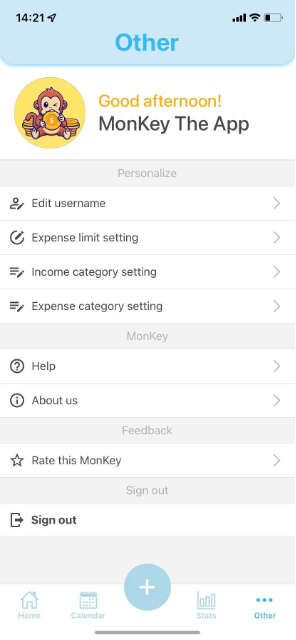 14:21
Other
Good afternoon!
MonKey The App
Personalize
Edit username
Expense limit setting
Income category setting
Expense category setting
MonKey
Help
About us
Feedback
Rate this MonKey
Sign out
Sign out
Home
Calendar
Stats
Other